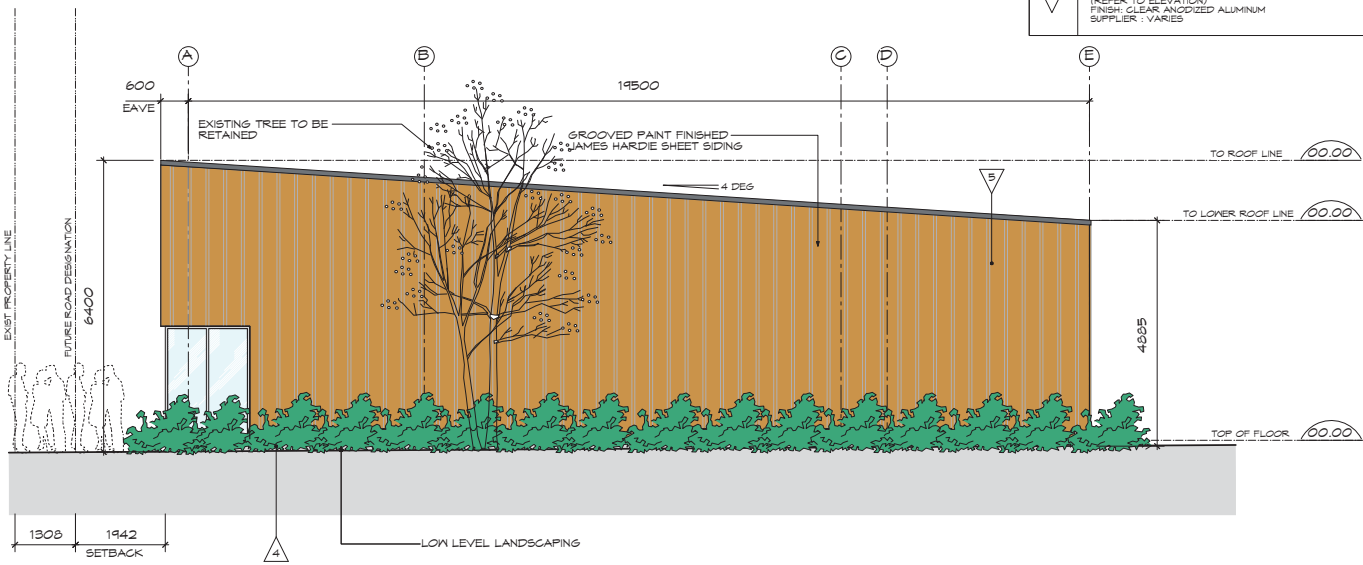 (REFER TO ELEVATION)
FINISH: CLEAR ANODIZED ALUMINUM
SUPPLIER : VARIES
A
B
C
D
E
600
19500
EAVE
EXISTING TREE TO BE
RETAINED
GROOVED PAINT FINISHED
JAMES HARDIE SHEET SIDING
TO ROOF LINE
00.00
4 DEG
5
TO LOWER ROOF LINE
00.00
EXIST PROPERTY LINE
FUTURE ROAD DESIGNATION
6400
4885
TOP OF FLOOR
00.00
1308
1942
SETBACK
4
LOW LEVEL LANDSCAPING